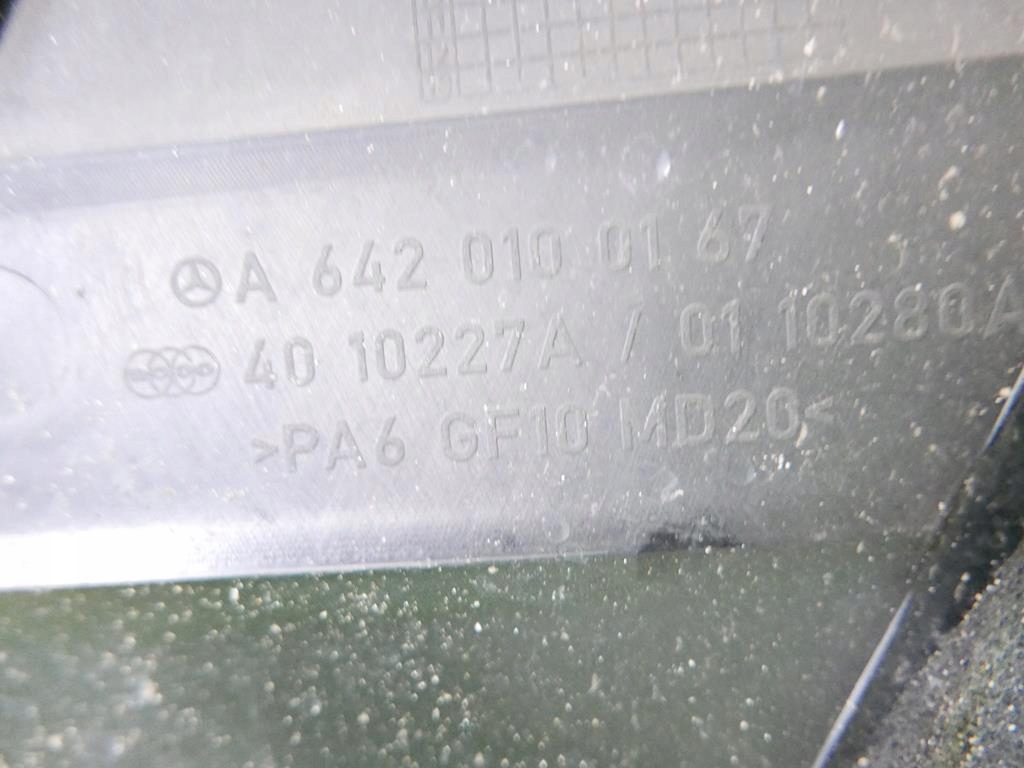 A 642 010 01 67
40 10227A / 01 10280A
>PA6 GF10 MD20<